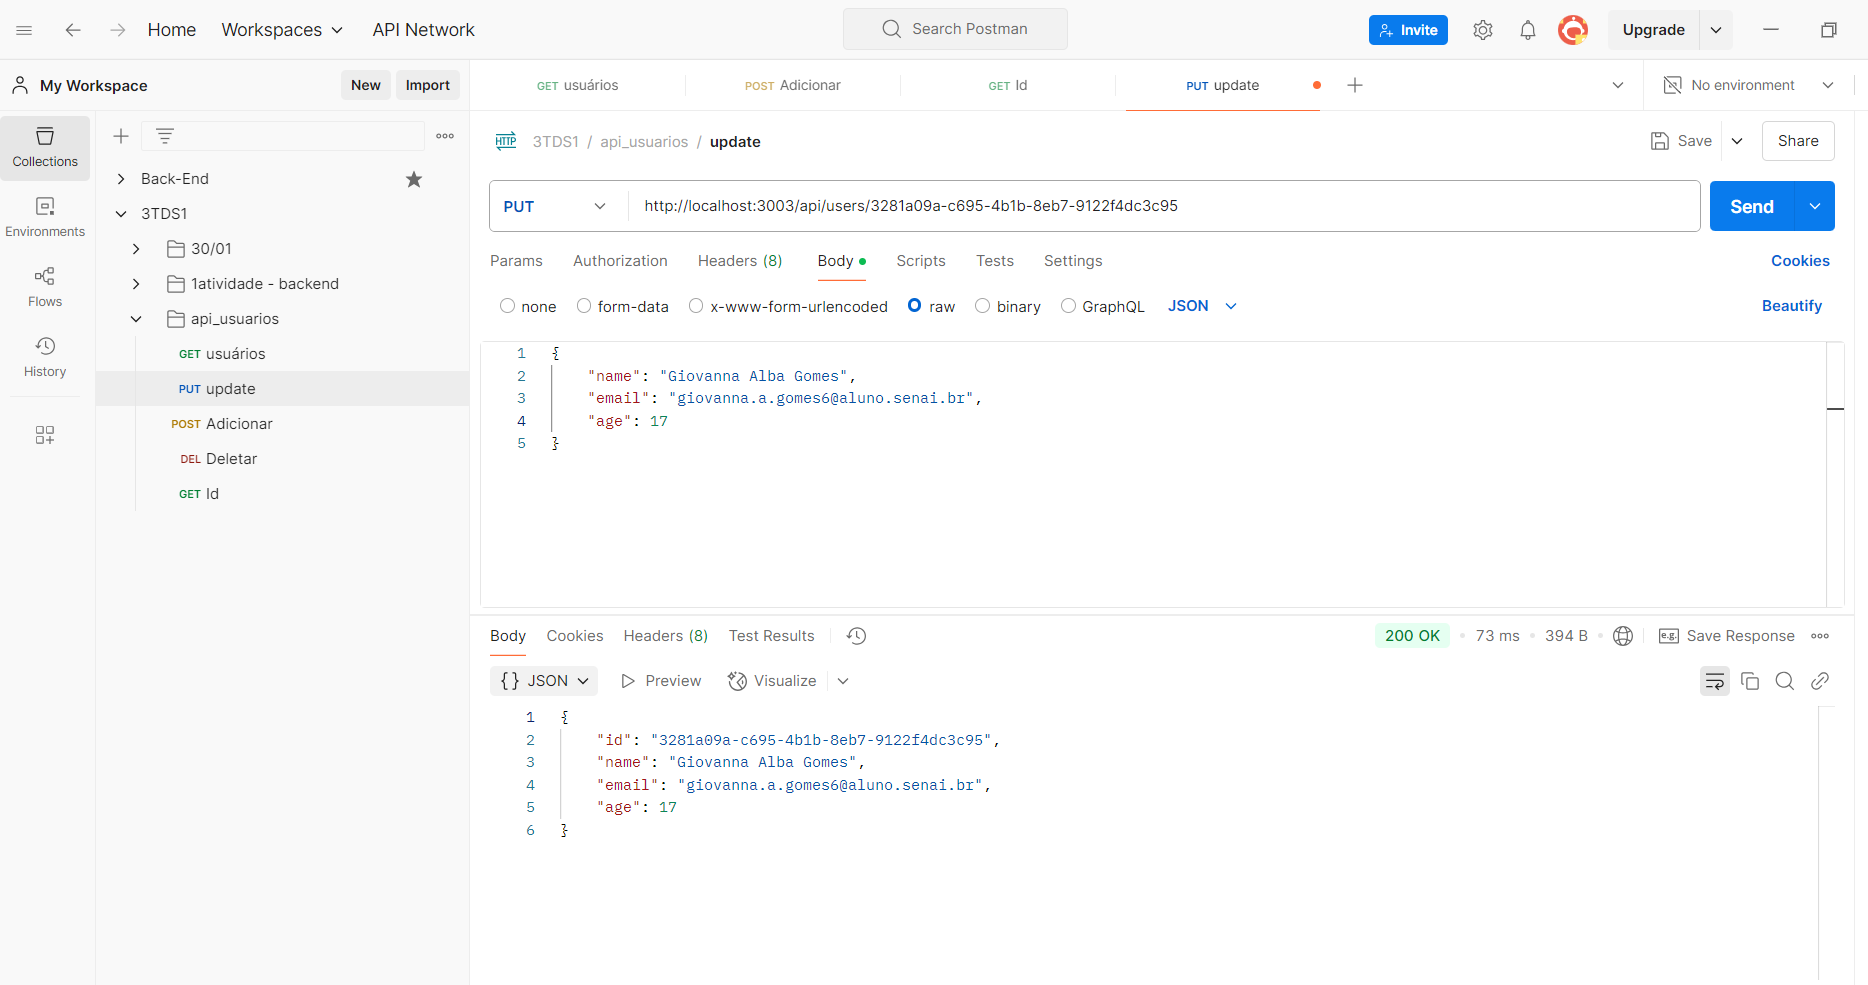 Home
Workspaces
API Network
Search Postman
Invite
Upgrade
My Workspace
New
Import
GET usuários
POST Adicionar
GET Id
PUT update
No environment
Collections
Environments
Flows
History
Back-End
3TDS1
30/01
1atividade - backend
api_usuarios
GET usuários
PUT update
POST Adicionar
DEL Deletar
GET Id
HTTP
3TDS1 / api_usuarios / update
Save
Share
PUT
http://localhost:3003/api/users/3281a09a-c695-4b1b-8eb7-9122f4dc3c95
Send
Params
Authorization
Headers (8)
Body
Scripts
Tests
Settings
Cookies
none
form-data
x-www-form-urlencoded
raw
binary
GraphQL
JSON
Beautify
1 {
2 "name": "Giovanna Alba Gomes",
3 "email": "giovanna.a.gomes6@aluno.senai.br",
4 "age": 17
5 }
Body
Cookies
Headers (8)
Test Results
200 OK
73 ms
394 B
e.g. Save Response
{} JSON
Preview
Visualize
1 {
2 "id": "3281a09a-c695-4b1b-8eb7-9122f4dc3c95",
3 "name": "Giovanna Alba Gomes",
4 "email": "giovanna.a.gomes6@aluno.senai.br",
5 "age": 17
6 }